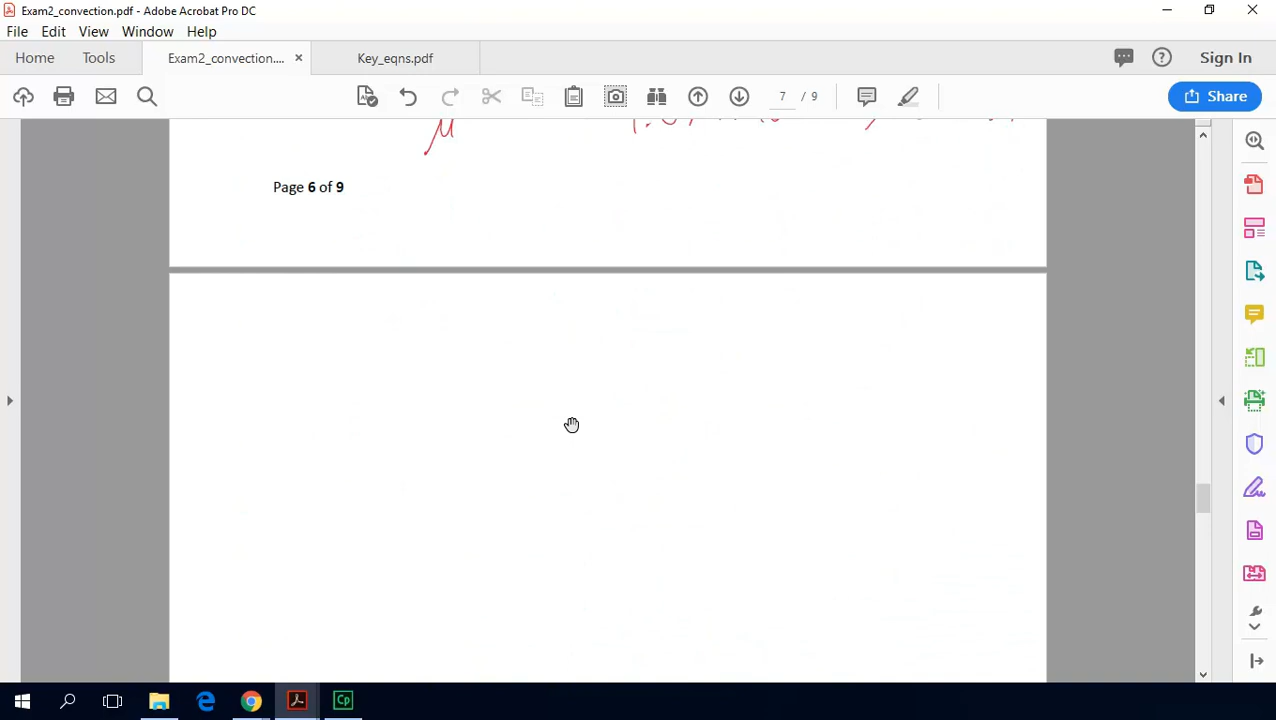 Exam2_convection.pdf - Adobe Acrobat Pro DC
File Edit View Window Help
Home Tools Exam2_convection.... × Key_eqns.pdf Sign In
7 / 9 Share
μ
Page 6 of 9
Cp